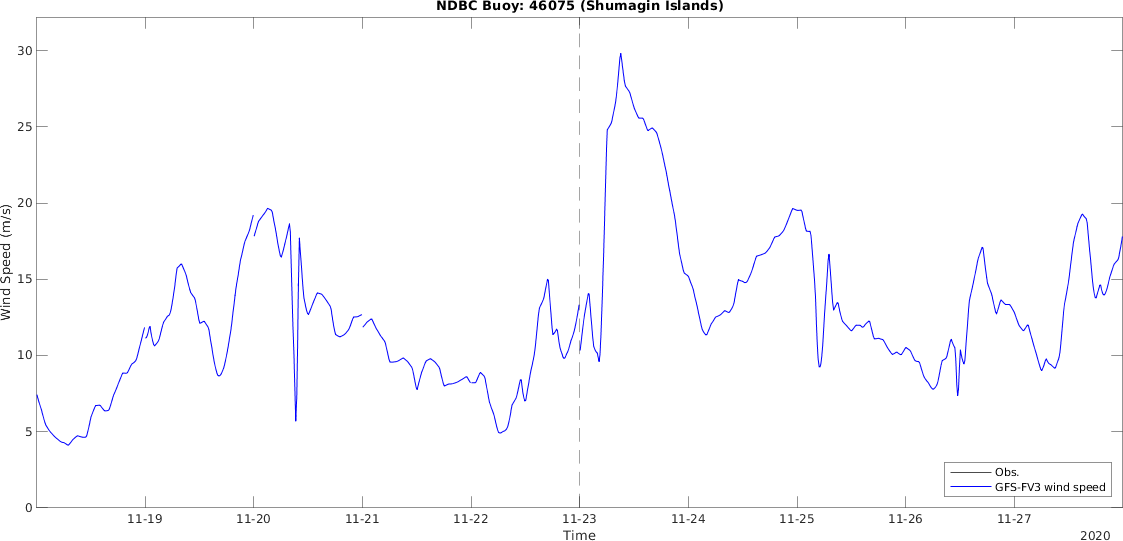 NDBC Buoy: 46075 (Shumagin Islands)
30
25
20
15
10
5
0
Wind Speed (m/s)
11-19 11-20 11-21 11-22 11-23 11-24 11-25 11-26 11-27
Time
2020
Obs.
GFS-FV3 wind speed